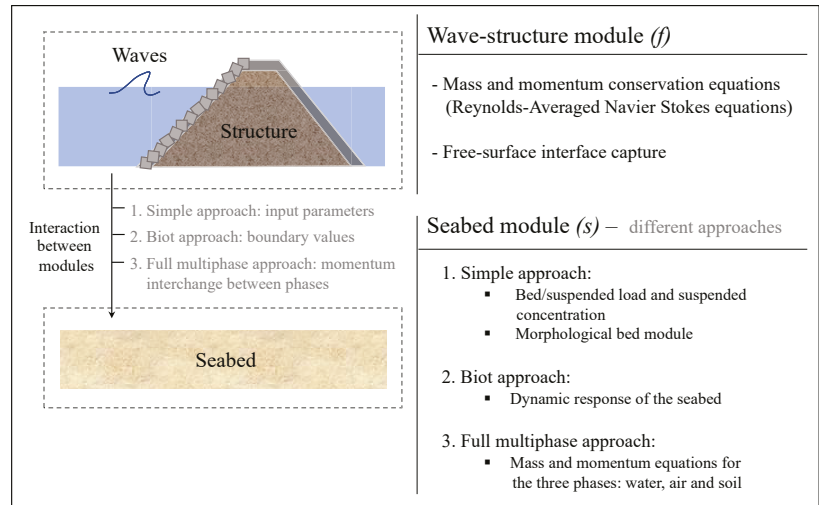 Waves
Structure
Interaction
between
modules
1. Simple approach: input parameters
2. Biot approach: boundary values
3. Full multiphase approach: momentum
interchange between phases
Seabed
Wave-structure module (f)
- Mass and momentum conservation equations
(Reynolds-Averaged Navier Stokes equations)
- Free-surface interface capture
Seabed module (s) – different approaches
1. Simple approach:
▪ Bed/suspended load and suspended
concentration
▪ Morphological bed module
2. Biot approach:
▪ Dynamic response of the seabed
3. Full multiphase approach:
▪ Mass and momentum equations for
the three phases: water, air and soil